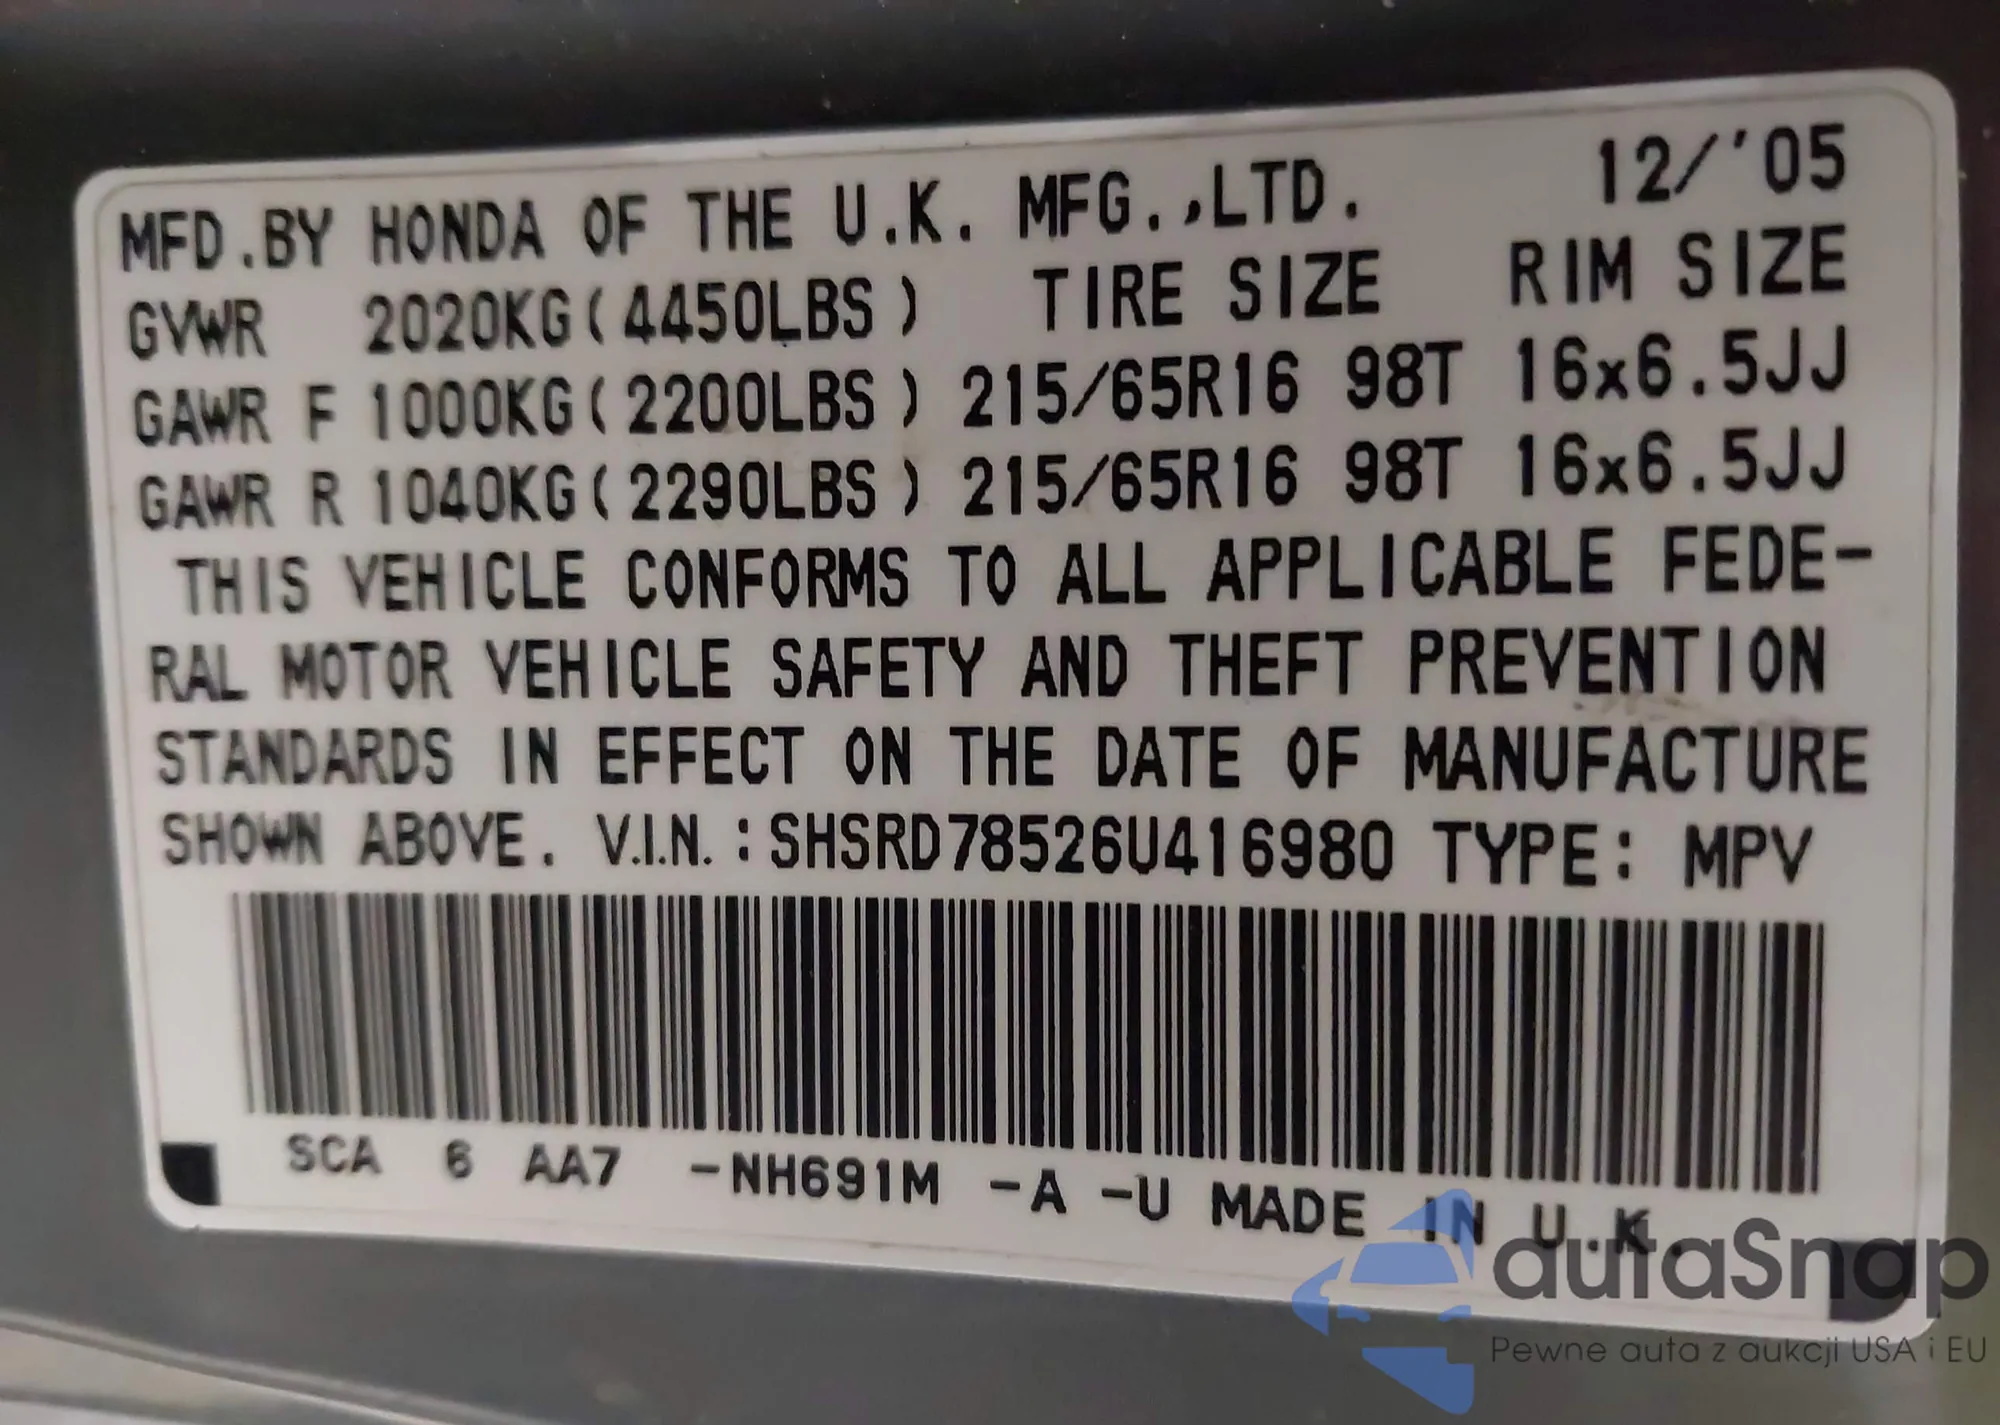 MFD.BY HONDA OF THE U.K. MFG.,LTD. 12/'05
GVWR 2020KG(4450LBS) TIRE SIZE RIM SIZE
GAWR F 1000KG(2200LBS) 215/65R16 98T 16x6.5JJ
GAWR R 1040KG(2290LBS) 215/65R16 98T 16x6.5JJ
THIS VEHICLE CONFORMS TO ALL APPLICABLE FEDE-
RAL MOTOR VEHICLE SAFETY AND THEFT PREVENTION
STANDARDS IN EFFECT ON THE DATE OF MANUFACTURE
SHOWN ABOVE. V.I.N.:SHSRD78526U416980 TYPE: MPV
SCA 6 AA7 -NH691M -A -U MADE IN U.K.
autaSnap
Pewne auta z aukcji USA i EU